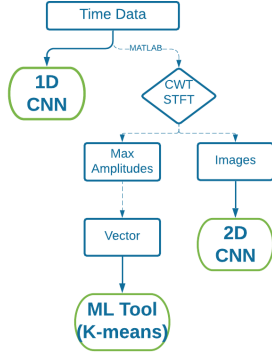 Time Data
MATLAB
1D
CNN
CWT
STFT
Max
Amplitudes
Images
Vector
2D
CNN
ML Tool
(K-means)